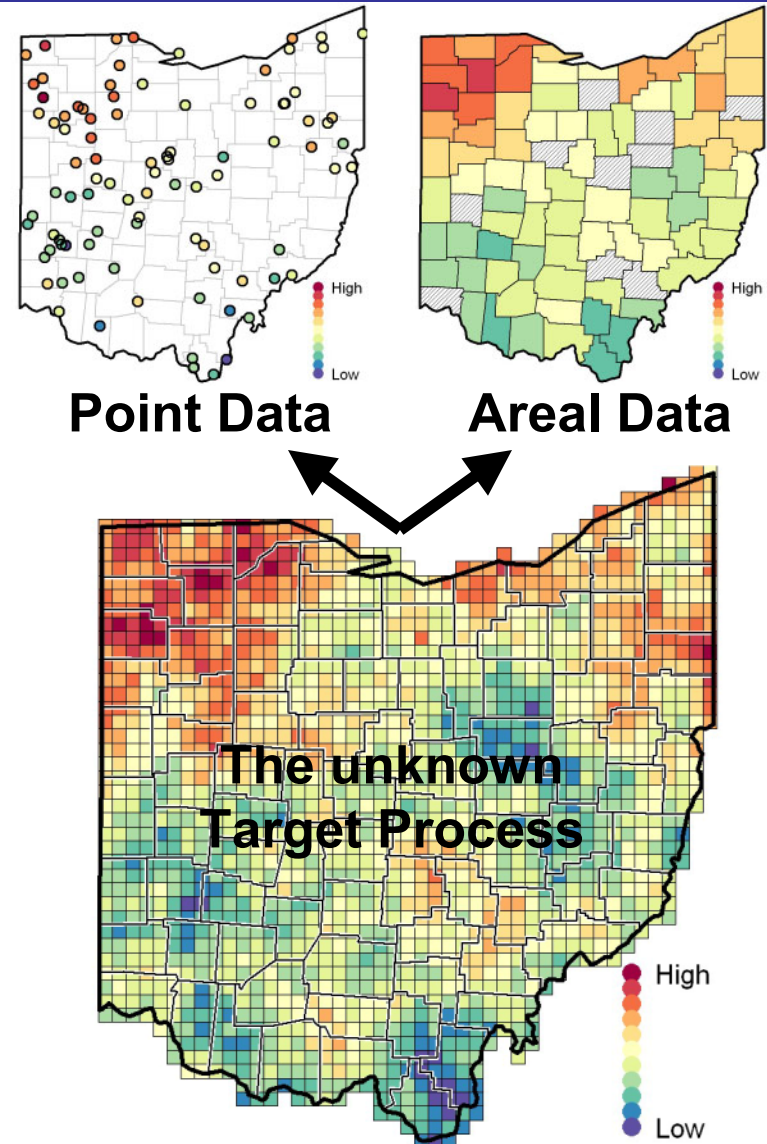 High
Low
High
Low
Point Data
Areal Data
The unknown
Target Process
High
Low